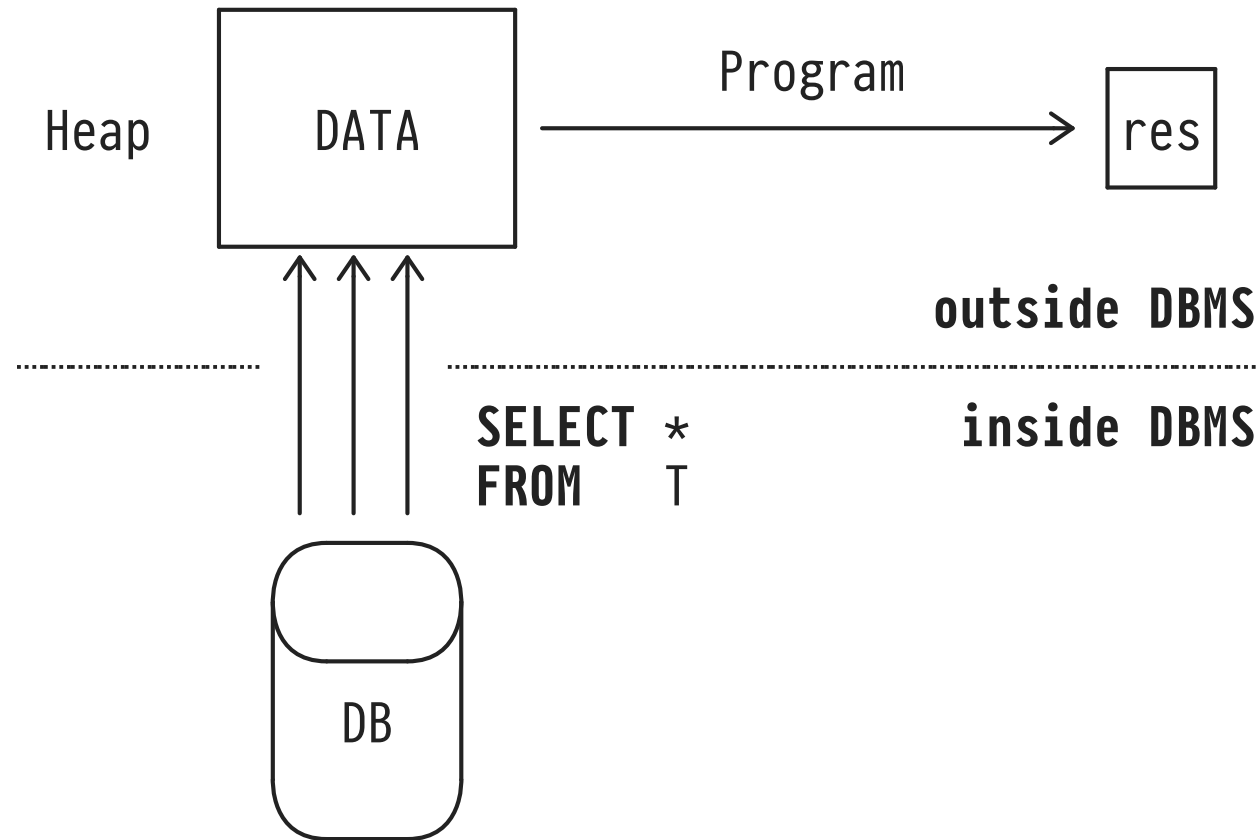 Program
Heap DATA res
outside DBMS
SELECT * inside DBMS
FROM T
DB